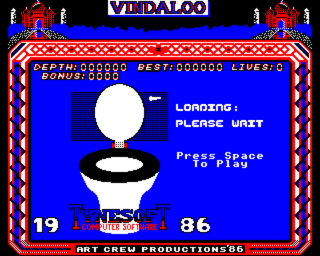 VINDALOO
DEPTH:000000 BEST:000000 LIVES:0
BONUS:0000
LOADING:
PLEASE WAIT
Press Space
To Play
19 TYNESOFT 86
COMPUTER SOFTWARE
ART CREW PRODUCTIONS'86